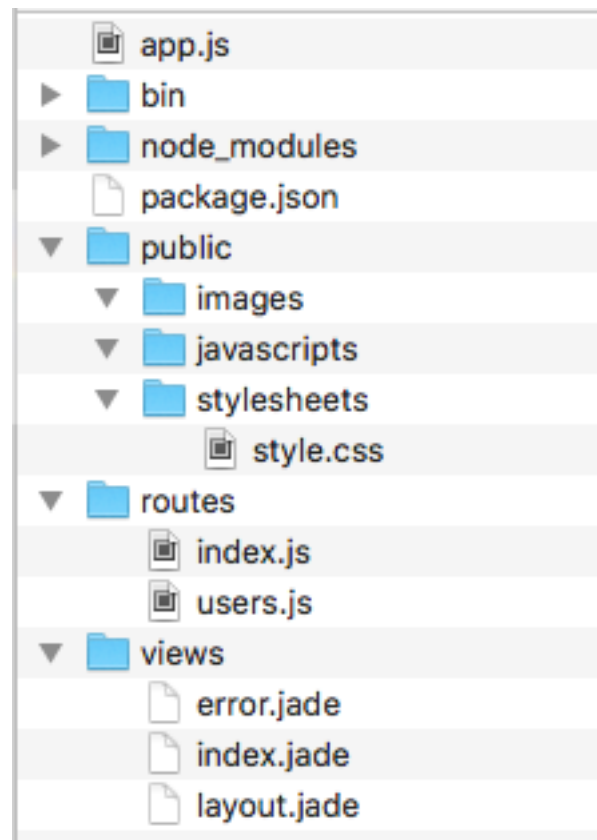 app.js
bin
node_modules
package.json
public
images
javascripts
stylesheets
style.css
routes
index.js
users.js
views
error.jade
index.jade
layout.jade